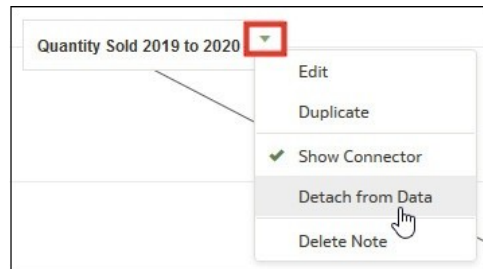 Quantity Sold 2019 to 2020
Edit
Duplicate
Show Connector
Detach from Data
Delete Note